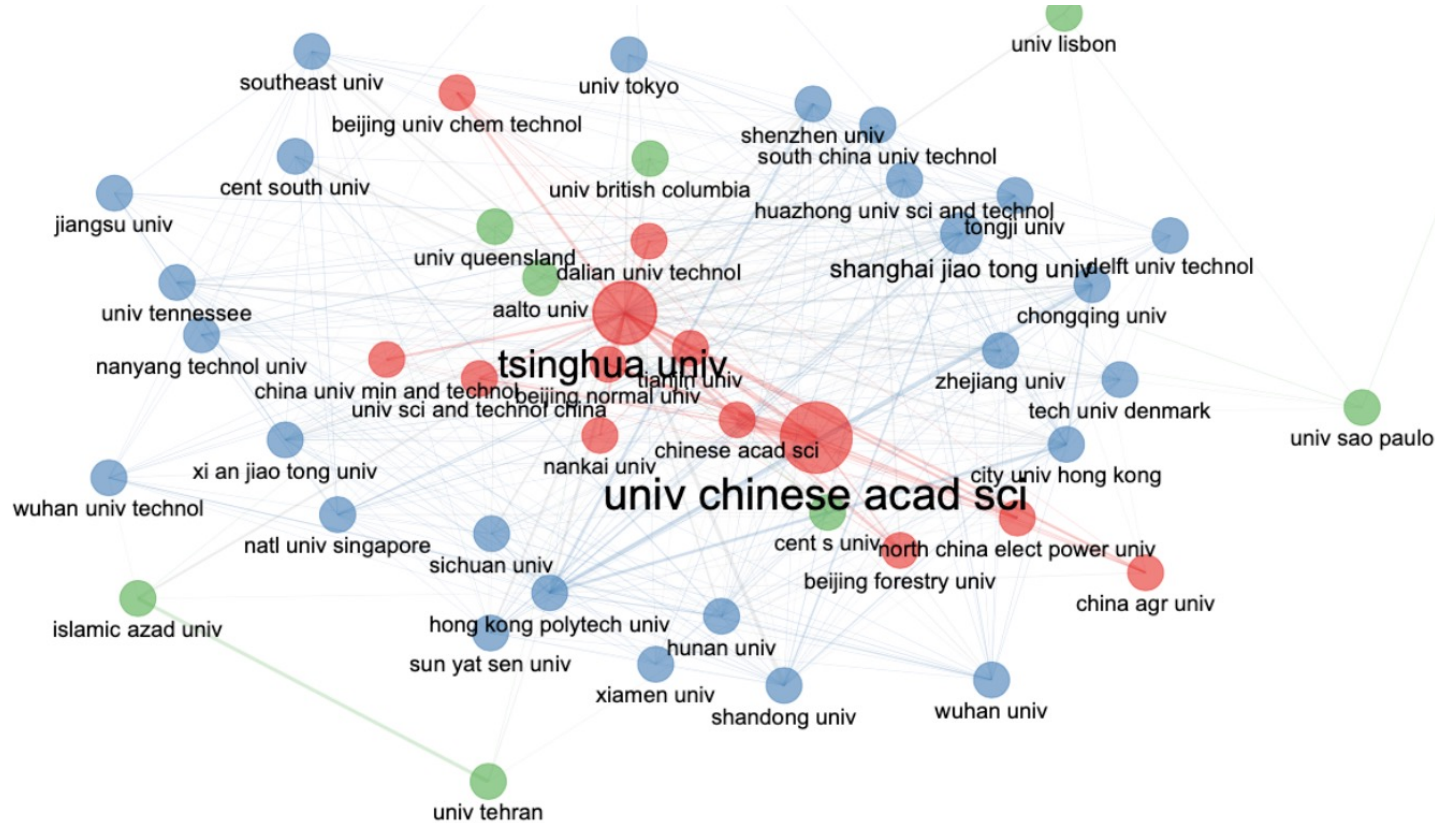 univ lisbon
southeast univ
univ tokyo
beijing univ chem technol
shenzhen univ
south china univ technol
cent south univ
univ british columbia
huazhong univ sci and technol
jiangsu univ
tongji univ
univ queensland
dalian univ technol
shanghai jiao tong univ
delft univ technol
aalto univ
univ tennessee
chongqing univ
tsinghua univ
nanyang technol univ
tianjin univ
zhejiang univ
china univ min and technol
beijing normal univ
univ sci and technol china
tech univ denmark
univ sao paulo
chinese acad sci
nankai univ
xi an jiao tong univ
city univ hong kong
univ chinese acad sci
wuhan univ technol
natl univ singapore
cent s univ
north china elect power univ
sichuan univ
beijing forestry univ
china agr univ
islamic azad univ
hong kong polytech univ
hunan univ
sun yat sen univ
xiamen univ
shandong univ
wuhan univ
univ tehran